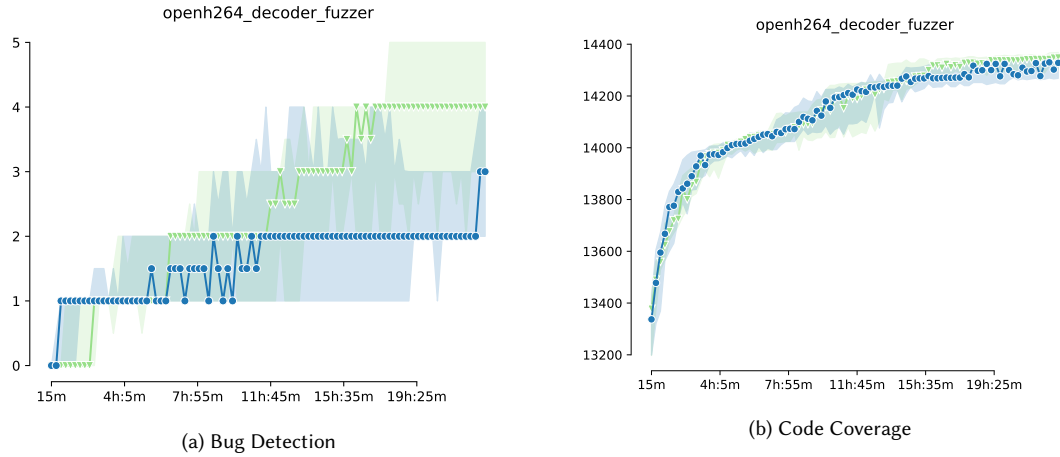 openh264_decoder_fuzzer
5
4
3
2
1
0
15m 4h:5m 7h:55m 11h:45m 15h:35m 19h:25m
(a) Bug Detection
openh264_decoder_fuzzer
14400
14200
14000
13800
13600
13400
13200
15m 4h:5m 7h:55m 11h:45m 15h:35m 19h:25m
(b) Code Coverage